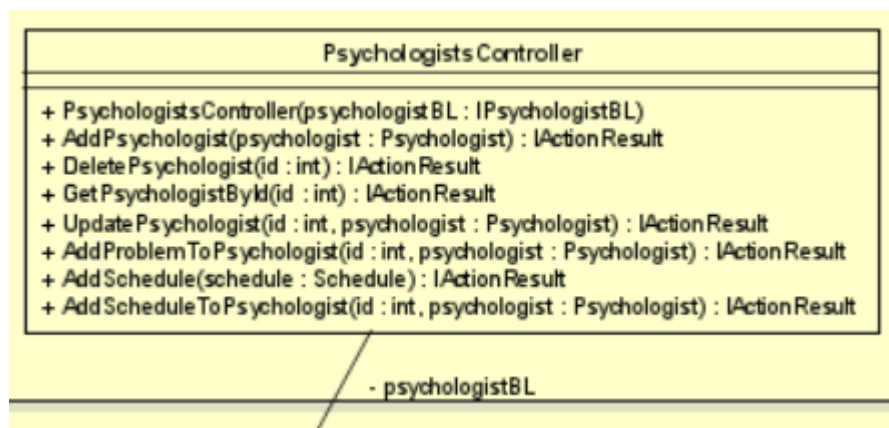 PsychologistsController
+ PsychologistsController(psychologistBL : IPsychologistBL)
+ AddPsychologist(psychologist : Psychologist) : IActionResult
+ DeletePsychologist(id : int) : IActionResult
+ GetPsychologistById(id : int) : IActionResult
+ UpdatePsychologist(id : int, psychologist : Psychologist) : IActionResult
+ AddProblemToPsychologist(id : int, psychologist : Psychologist) : IActionResult
+ AddSchedule(schedule : Schedule) : IActionResult
+ AddScheduleToPsychologist(id : int, psychologist : Psychologist) : IActionResult
- psychologistBL